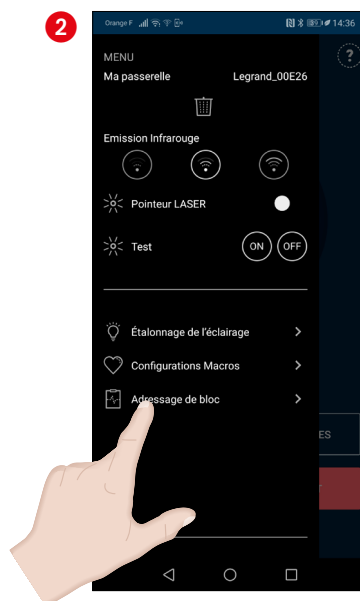 2
Orange F 14:36
MENU
Ma passerelle Legrand_00E26
Emission Infrarouge
Pointeur LASER
Test ON OFF
Étalonnage de l'éclairage
Configurations Macros
Adressage de bloc
ES
?